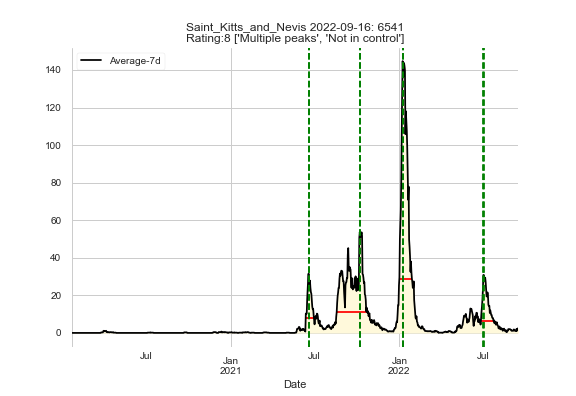 Saint_Kitts_and_Nevis 2022-09-16: 6541
Rating:8 ['Multiple peaks', 'Not in control']
Average-7d
140
120
100
80
60
40
20
0
Jul
Jan
2021
Jul
Jan
2022
Jul
Date